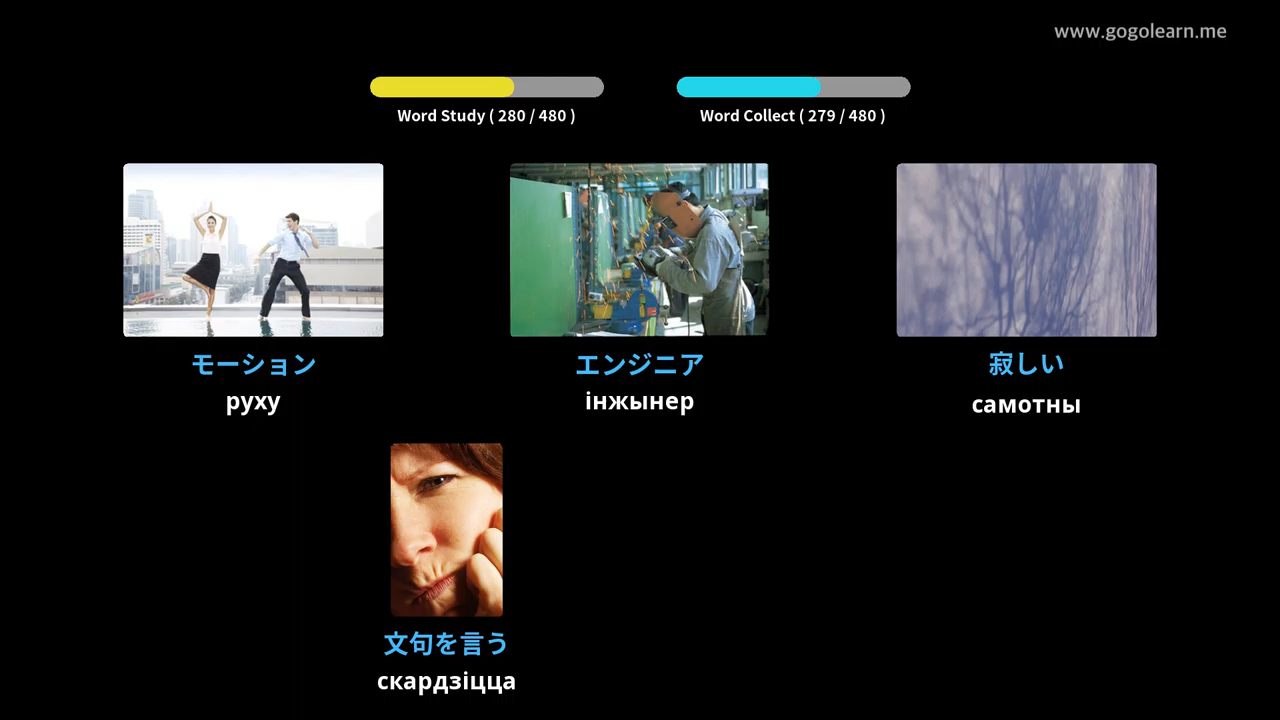 www.gogolearn.me
Word Study ( 280 / 480 )
Word Collect ( 279 / 480 )
モーション
руху
エンジニア
інжынер
寂しい
самотны
文句を言う
скардзіцца